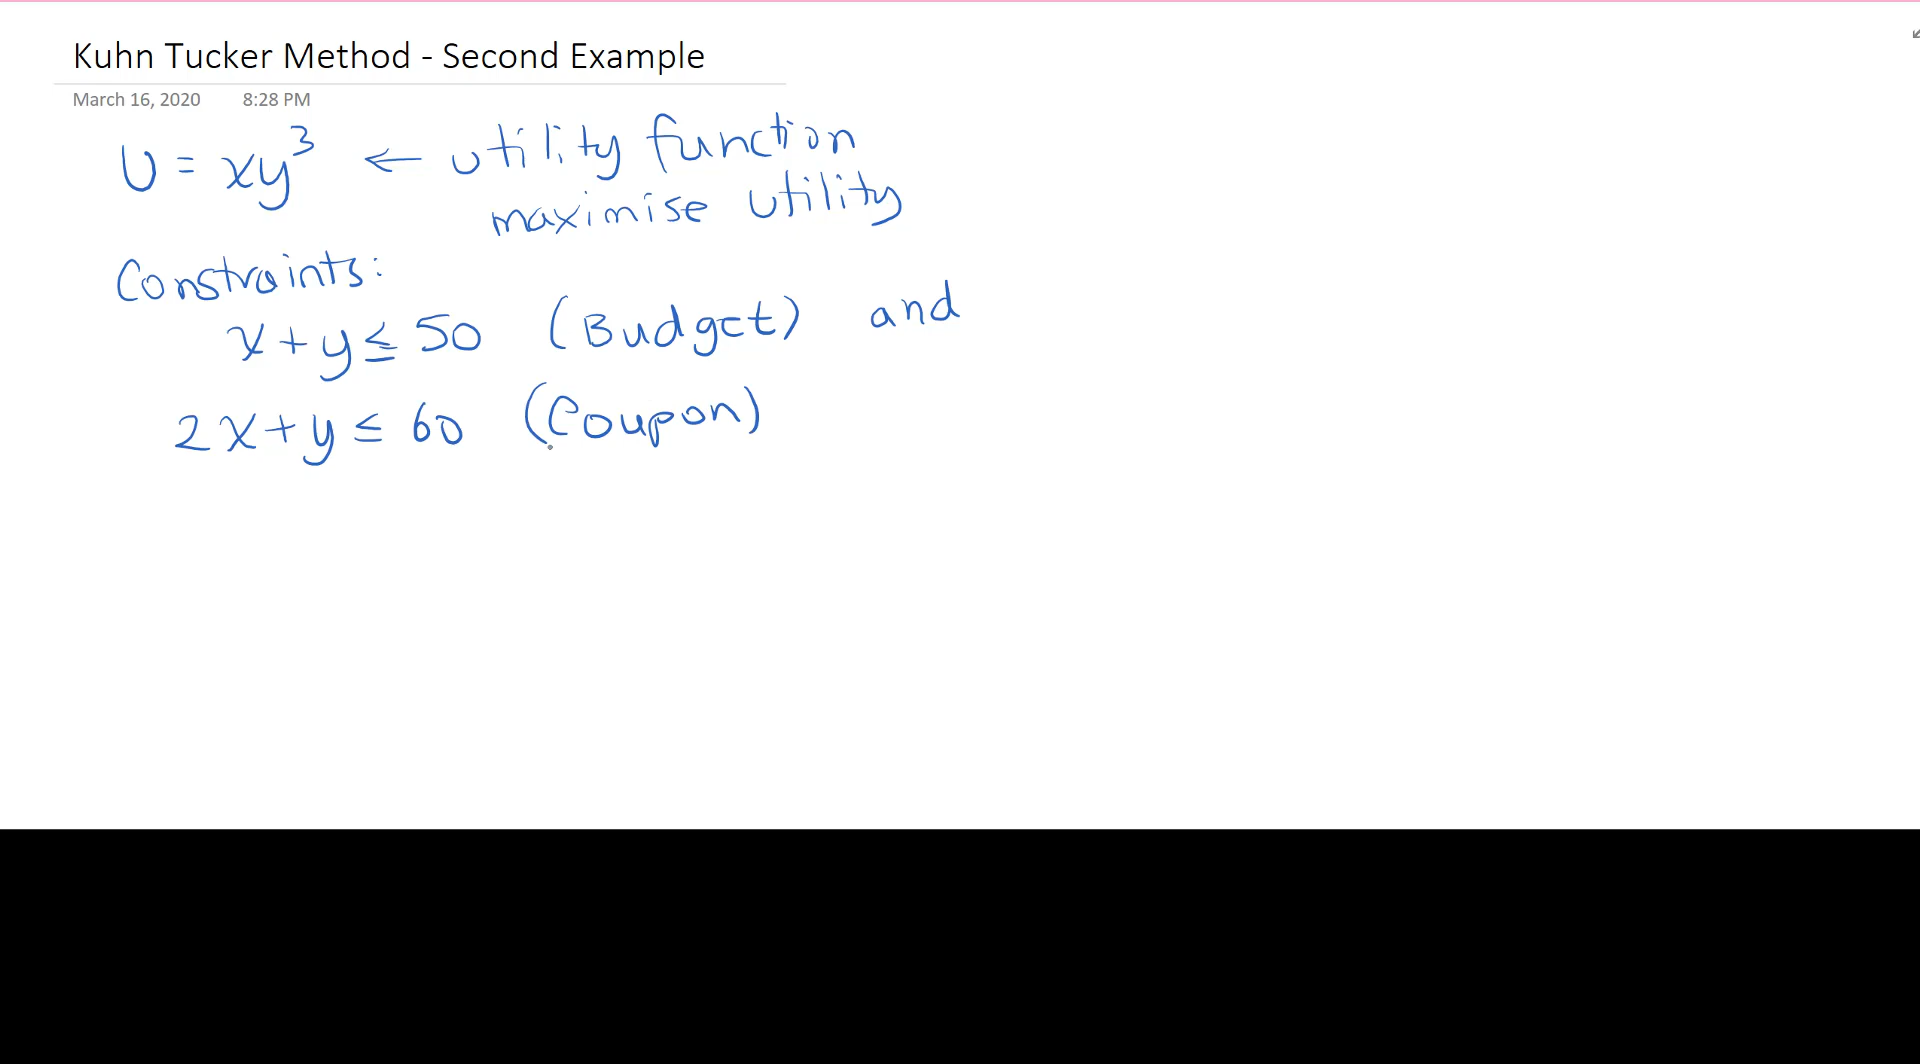 Kuhn Tucker Method - Second Example
March 16, 2020 8:28 PM
U = xy³ ← utility function
maximise utility
Constraints:
x + y ≤ 50 (Budget) and
2x + y ≤ 60 (Coupon)